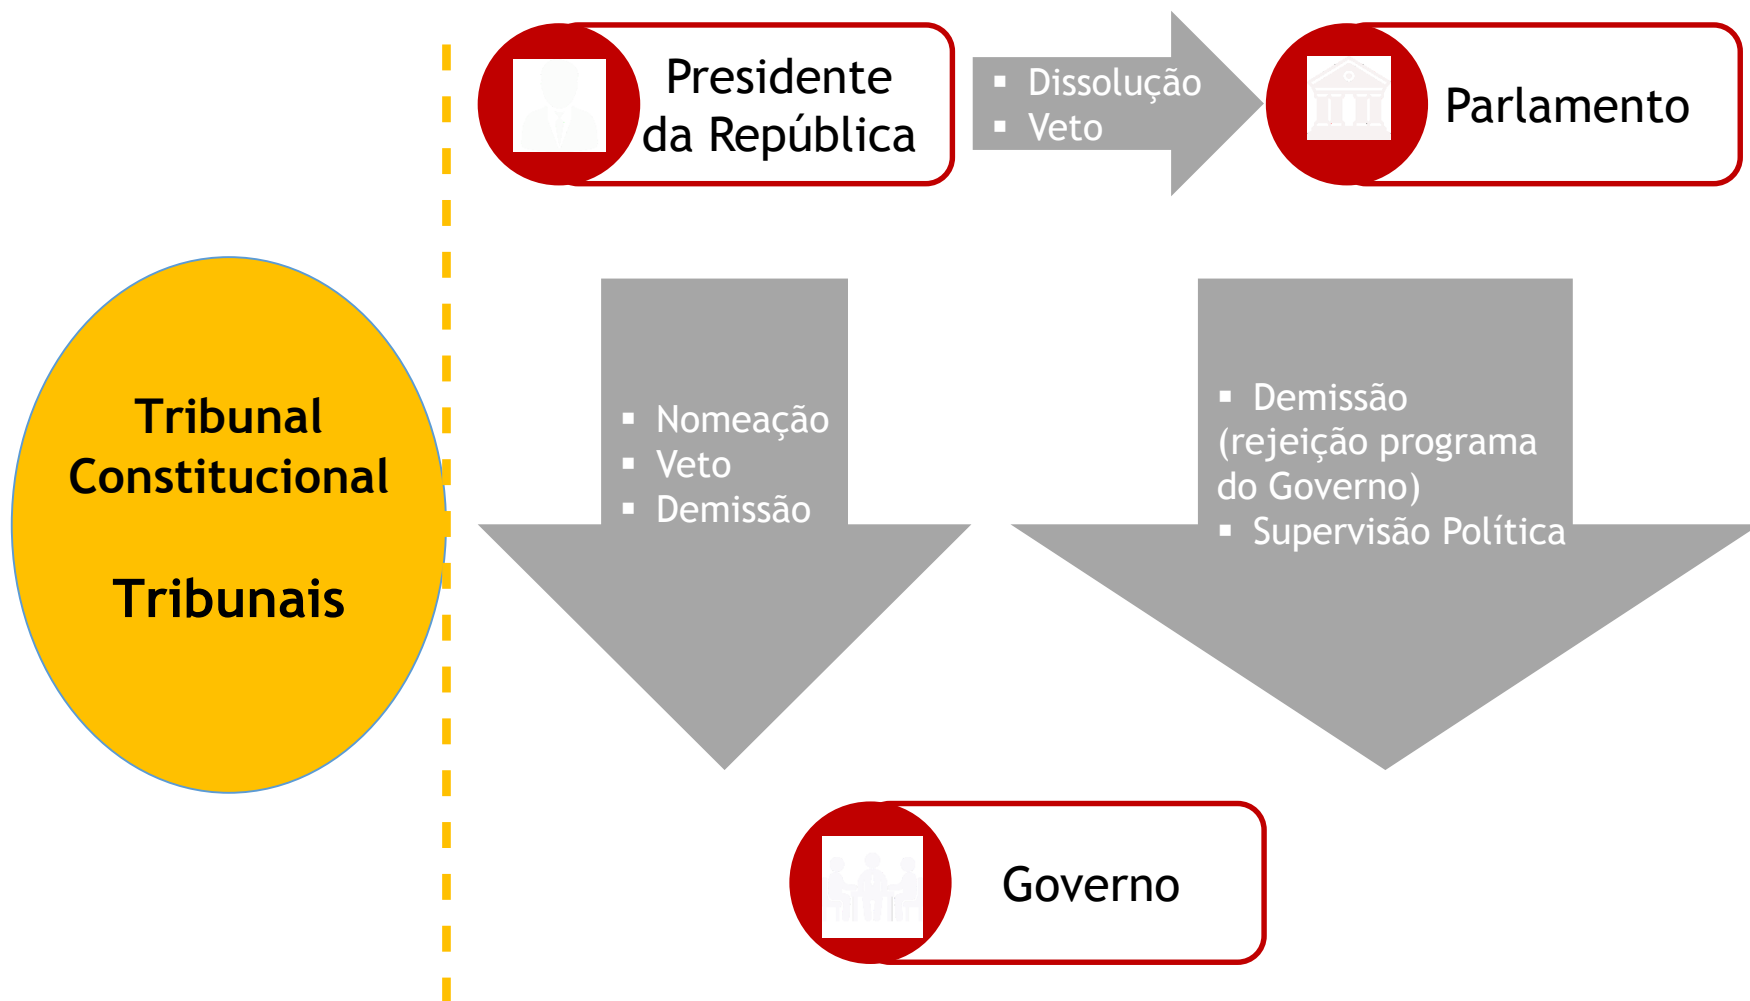 Presidente
da República
▪ Dissolução
▪ Veto
Parlamento
Tribunal
Constitucional
Tribunais
▪ Nomeação
▪ Veto
▪ Demissão
▪ Demissão
(rejeição programa
do Governo)
▪ Supervisão Política
Governo